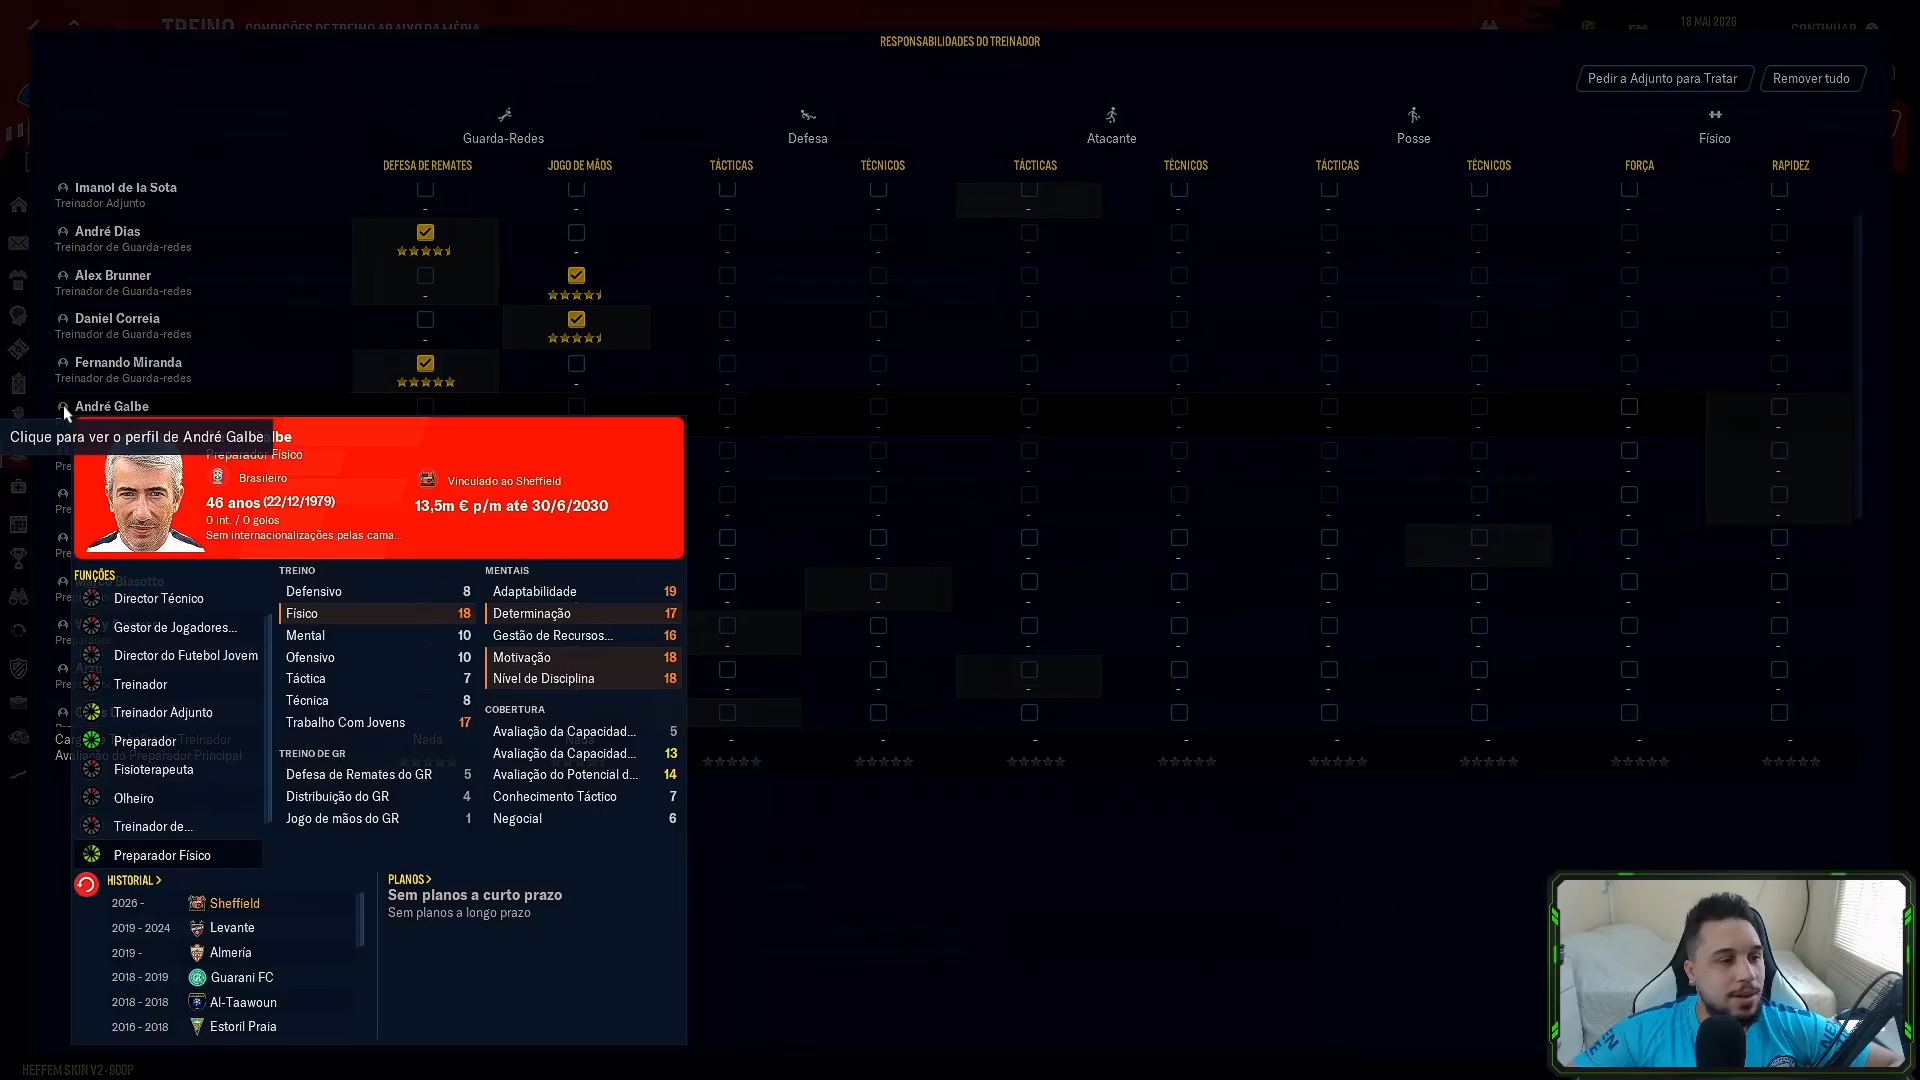 TREINO CONDIÇÕES DE TREINO ABAIXO DA MÉDIA
18 MAI 2026
CONTINUAR
RESPONSABILIDADES DO TREINADOR
Pedir a Adjunto para Tratar
Remover tudo
Guarda-Redes
Defesa
Atacante
Posse
Físico
DEFESA DE REMATES
JOGO DE MÃOS
TÁCTICAS
TÉCNICOS
TÁCTICAS
TÉCNICOS
TÁCTICAS
TÉCNICOS
FORÇA
RAPIDEZ
Imanol de la Sota
Treinador Adjunto
André Dias
Treinador de Guarda-redes
Alex Brunner
Treinador de Guarda-redes
Daniel Correia
Treinador de Guarda-redes
Fernando Miranda
Treinador de Guarda-redes
André Galbe
Clique para ver o perfil de André Galbe
Preparador Físico
Brasileiro
Vinculado ao Sheffield
46 anos (22/12/1979)
13,5m € p/m até 30/6/2030
0 int. / 0 golos
Sem internacionalizações pelas cama...
FUNÇÕES
Director Técnico
Gestor de Jogadores...
Director do Futebol Jovem
Treinador
Treinador Adjunto
Preparador
Fisioterapeuta
Olheiro
Treinador de...
Preparador Físico
TREINO
Defensivo 8
Físico 18
Mental 10
Ofensivo 10
Táctica 7
Técnica 8
Trabalho Com Jovens 17
TREINO DE GR
Defesa de Remates do GR 5
Distribuição do GR 4
Jogo de mãos do GR 1
MENTAIS
Adaptabilidade 19
Determinação 17
Gestão de Recursos... 16
Motivação 18
Nível de Disciplina 18
COBERTURA
Avaliação da Capacidad... 5
Avaliação da Capacidad... 13
Avaliação do Potencial d... 14
Conhecimento Táctico 7
Negocial 6
HISTORIAL >
2026 - Sheffield
2019 - 2024 Levante
2019 - Almería
2018 - 2019 Guarani FC
2018 - 2018 Al-Taawoun
2016 - 2018 Estoril Praia
PLANOS >
Sem planos a curto prazo
Sem planos a longo prazo
Nada
HEFFEM SKIN V2 - 900P